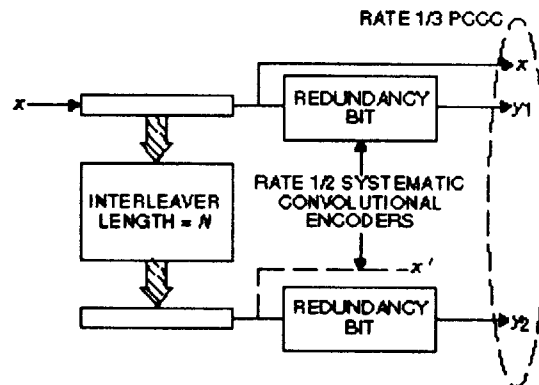 RATE 1/3 PCCC
x
x
REDUNDANCY
BIT
y1
INTERLEAVER
LENGTH = N
RATE 1/2 SYSTEMATIC
CONVOLUTIONAL
ENCODERS
x'
REDUNDANCY
BIT
y2